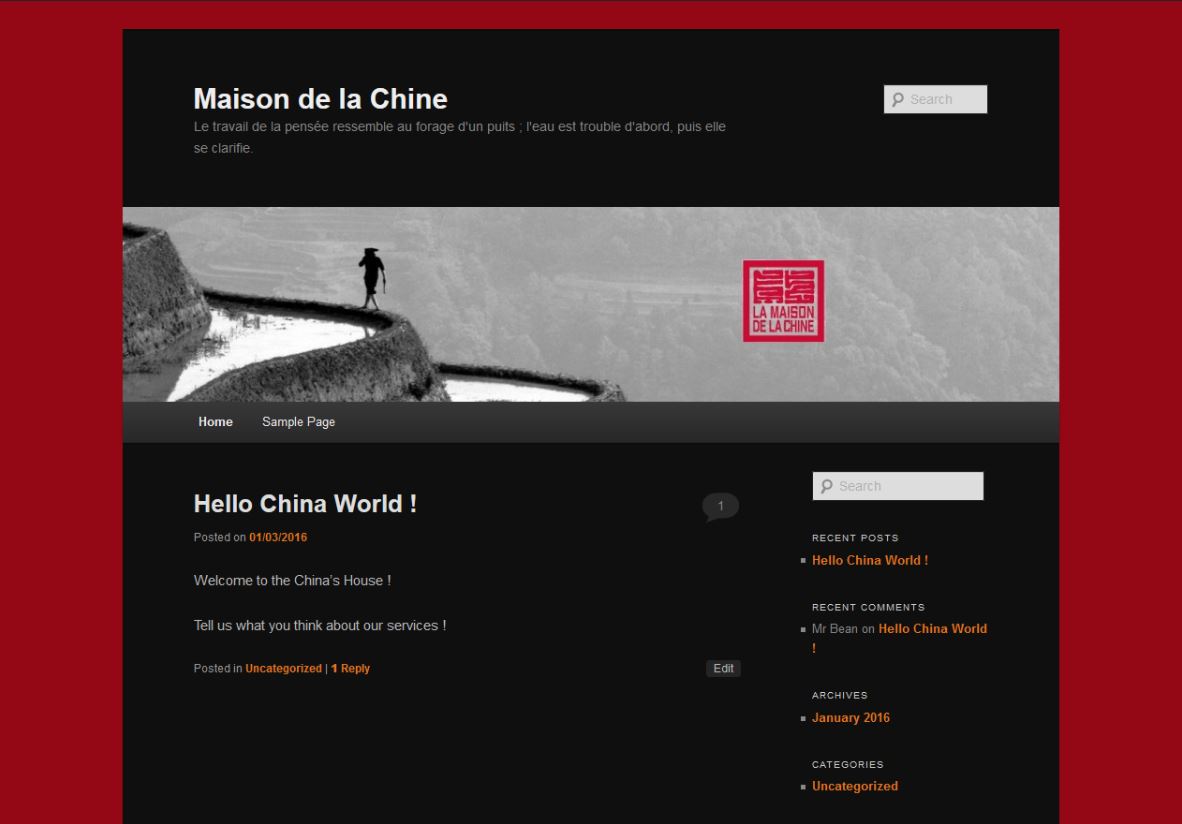 Maison de la Chine
Search
Le travail de la pensée ressemble au forage d'un puits ; l'eau est trouble d'abord, puis elle
se clarifie.
LA MAISON
DE LA CHINE
Home
Sample Page
Hello China World !
1
Posted on 01/03/2016
Welcome to the China’s House !
Tell us what you think about our services !
Posted in Uncategorized | 1 Reply
Edit
Search
RECENT POSTS
Hello China World !
RECENT COMMENTS
Mr Bean on Hello China World
!
ARCHIVES
January 2016
CATEGORIES
Uncategorized